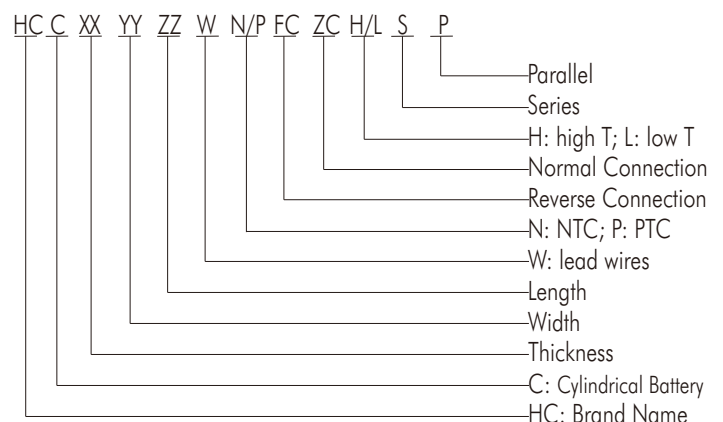 HC C XX YY ZZ W N/P FC ZC H/L S P
Parallel
Series
H: high T; L: low T
Normal Connection
Reverse Connection
N: NTC; P: PTC
W: lead wires
Length
Width
Thickness
C: Cylindrical Battery
HC: Brand Name